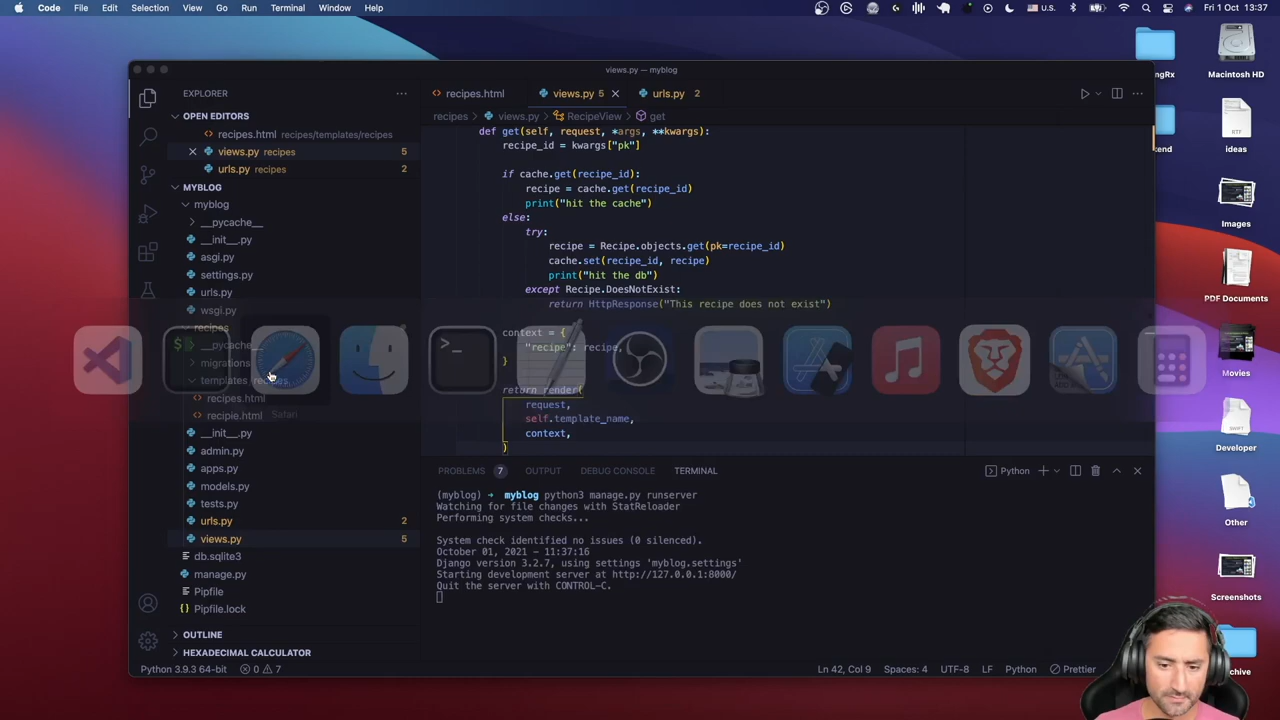 Code File Edit Selection View Go Run Terminal Window Help
U.S. Fri 1 Oct 13:37
views.py — myblog
EXPLORER
OPEN EDITORS
recipes.html recipes/templates/recipes
views.py recipes 5
urls.py recipes 2
MYBLOG
myblog
__pycache__
__init__.py
asgi.py
settings.py
urls.py
wsgi.py
recipes
__pycache__
migrations
templates/recipes
recipes.html
recipie.html
__init__.py
admin.py
apps.py
models.py
tests.py
urls.py 2
views.py 5
db.sqlite3
manage.py
Pipfile
Pipfile.lock
OUTLINE
HEXADECIMAL CALCULATOR
recipes.html
views.py 5
urls.py 2
recipes > views.py > RecipeView > get
def get(self, request, *args, **kwargs):
recipe_id = kwargs["pk"]
if cache.get(recipe_id):
recipe = cache.get(recipe_id)
print("hit the cache")
else:
try:
recipe = Recipe.objects.get(pk=recipe_id)
cache.set(recipe_id, recipe)
print("hit the db")
except Recipe.DoesNotExist:
return HttpResponse("This recipe does not exist")
context = {
"recipe": recipe,
}
return render(
request,
self.template_name,
context,
)
Safari
PROBLEMS 7 OUTPUT DEBUG CONSOLE TERMINAL
Python
(myblog) → myblog python3 manage.py runserver
Watching for file changes with StatReloader
Performing system checks...
System check identified no issues (0 silenced).
October 01, 2021 - 11:37:16
Django version 3.2.7, using settings 'myblog.settings'
Starting development server at http://127.0.0.1:8000/
Quit the server with CONTROL-C.
Python 3.9.3 64-bit 0 7
Ln 42, Col 9 Spaces: 4 UTF-8 LF Python Prettier
Macintosh HD
ideas
Images
PDF Documents
Movies
Developer
Other
Screenshots